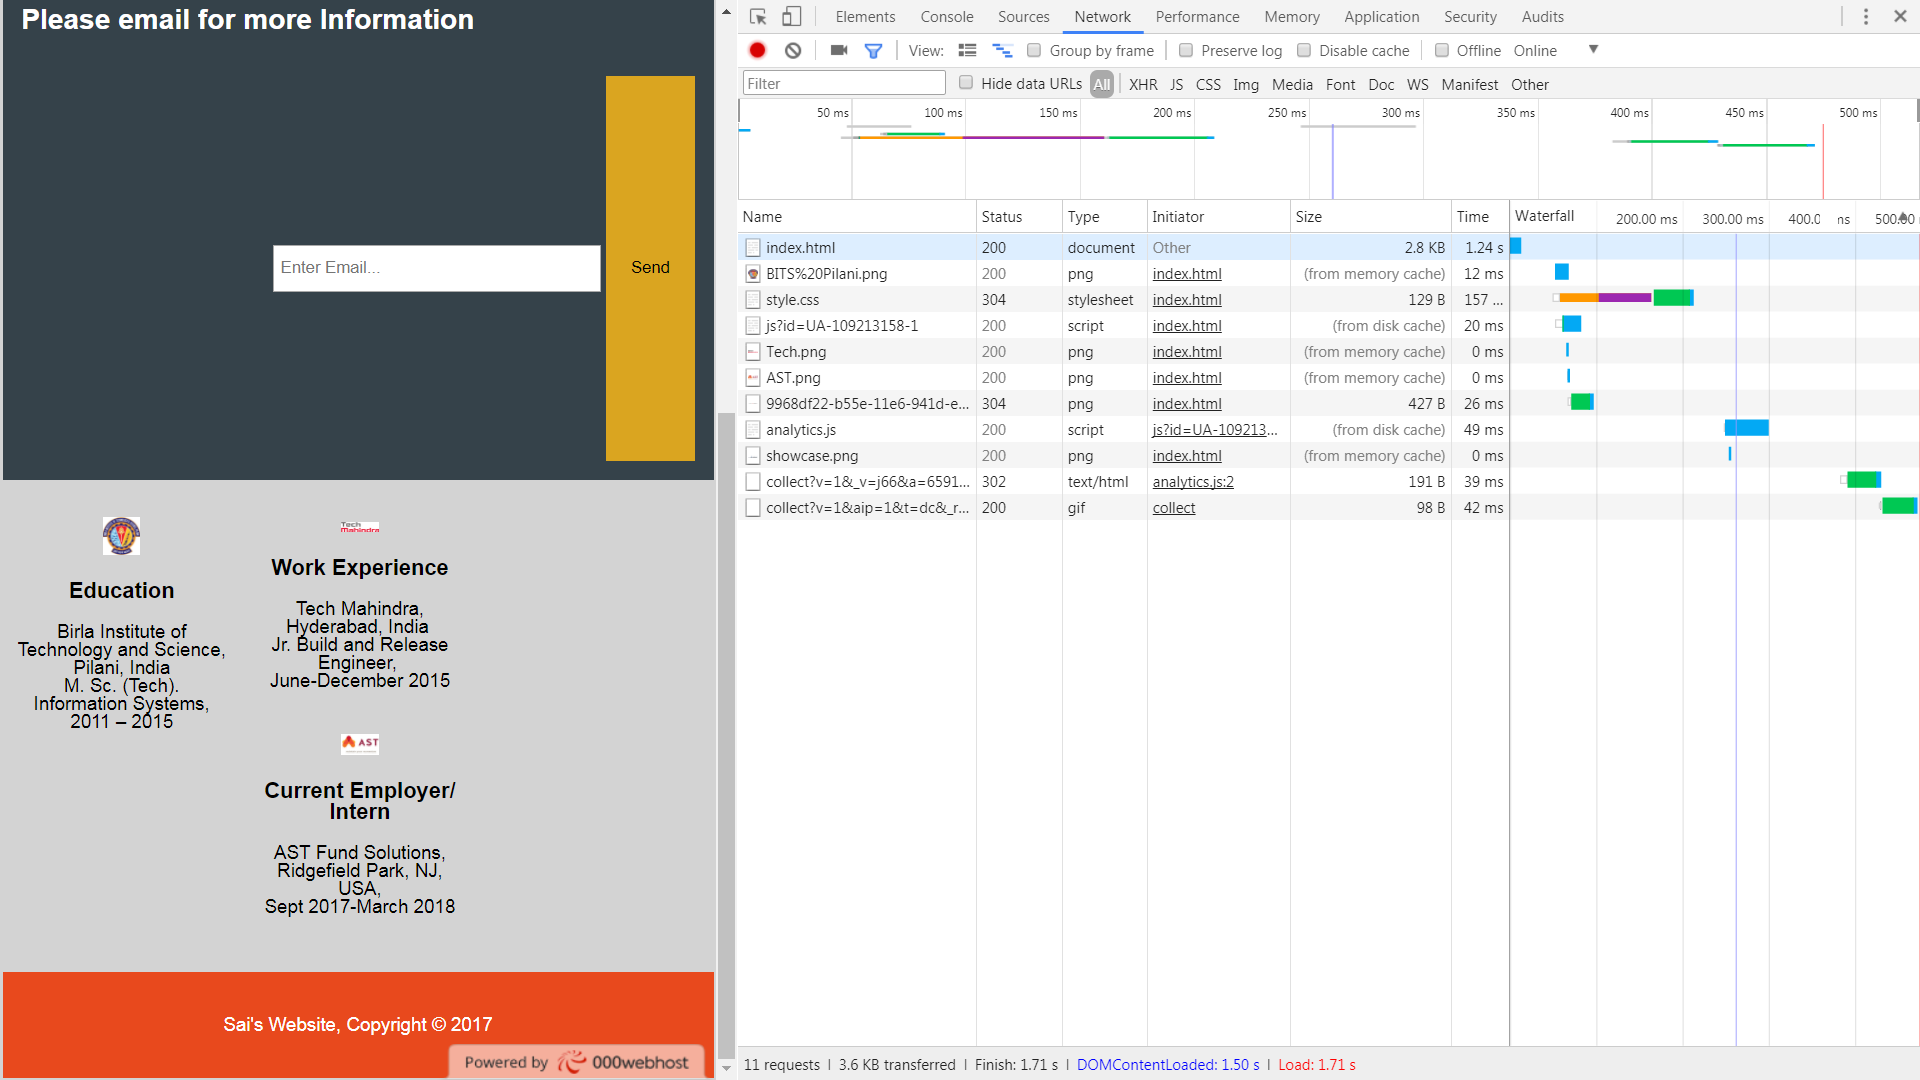 Please email for more Information
Enter Email...
Send
Tech
Mahindra
Education
Birla Institute of
Technology and Science,
Pilani, India
M. Sc. (Tech).
Information Systems,
2011 – 2015
Work Experience
Tech Mahindra,
Hyderabad, India
Jr. Build and Release
Engineer,
June-December 2015
AST
Current Employer/
Intern
AST Fund Solutions,
Ridgefield Park, NJ,
USA,
Sept 2017-March 2018
Sai's Website, Copyright © 2017
Powered by 000webhost
Elements Console Sources Network Performance Memory Application Security Audits
View: Group by frame Preserve log Disable cache Offline Online
Filter Hide data URLs All XHR JS CSS Img Media Font Doc WS Manifest Other
50 ms 100 ms 150 ms 200 ms 250 ms 300 ms 350 ms 400 ms 450 ms 500 ms
Name Status Type Initiator Size Time Waterfall 200.00 ms 300.00 ms 400.0 ns 500.00
index.html 200 document Other 2.8 KB 1.24 s
BITS%20Pilani.png 200 png index.html (from memory cache) 12 ms
style.css 304 stylesheet index.html 129 B 157 ...
js?id=UA-109213158-1 200 script index.html (from disk cache) 20 ms
Tech.png 200 png index.html (from memory cache) 0 ms
AST.png 200 png index.html (from memory cache) 0 ms
9968df22-b55e-11e6-941d-e... 304 png index.html 427 B 26 ms
analytics.js 200 script js?id=UA-109213... (from disk cache) 49 ms
showcase.png 200 png index.html (from memory cache) 0 ms
collect?v=1&_v=j66&a=6591... 302 text/html analytics.js:2 191 B 39 ms
collect?v=1&aip=1&t=dc&_r... 200 gif collect 98 B 42 ms
11 requests | 3.6 KB transferred | Finish: 1.71 s | DOMContentLoaded: 1.50 s | Load: 1.71 s